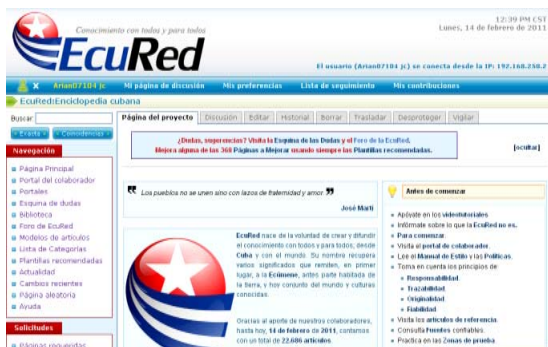 12:39 PM CST
Lunes, 14 de febrero de 2011
Conocimiento con todos y para todos
EcuRed
El usuario (Arian07104 jc) se conecta desde la IP: 192.168.250.2
X Arian07104 jc Mi página de discusión Mis preferencias Lista de seguimiento Mis contribuciones
EcuRed:Enciclopedia cubana
Buscar:
Página del proyecto Discusión Editar Historial Borrar Trasladar Desproteger Vigilar
Exacta Coincidencias
¿Dudas, sugerencias? Visita la Esquina de las Dudas y el Foro de la EcuRed.
Mejora alguna de las 368 Páginas a Mejorar usando siempre las Plantillas recomendadas.
[ocultar]
Navegación
Página Principal
Portal del colaborador
Portales
Esquina de dudas
Biblioteca
Foro de EcuRed
Modelos de artículos
Lista de Categorías
Plantillas recomendadas
Actualidad
Cambios recientes
Página aleatoria
Ayuda
Solicitudes
Páginas requeridas
Los pueblos no se unen sino con lazos de fraternidad y amor.
José Martí
EcuRed nace de la voluntad de crear y difundir
el conocimiento con todos y para todos; desde
Cuba y con el mundo. Su nombre recupera
varios significados que remiten, en primer
lugar, a la Ecúmene, antes parte habitada de
la tierra, y hoy conjunto del mundo y culturas
conocidas.
Gracias al aporte de nuestros colaboradores,
hasta hoy, 14 de febrero de 2011, contamos
con un total de 22,686 artículos.
Antes de comenzar
Apóyate en los videotutoriales
Infórmate sobre lo que la EcuRed no es.
Para comenzar.
Visita el portal de colaborador.
Lee el Manual de Estilo y las Políticas.
Toma en cuenta los principios de:
Responsabilidad.
Trazabilidad.
Originalidad
Fiabilidad.
Visita los artículos de referencia.
Consulta Fuentes confiables.
Practica en las Zonas de prueba